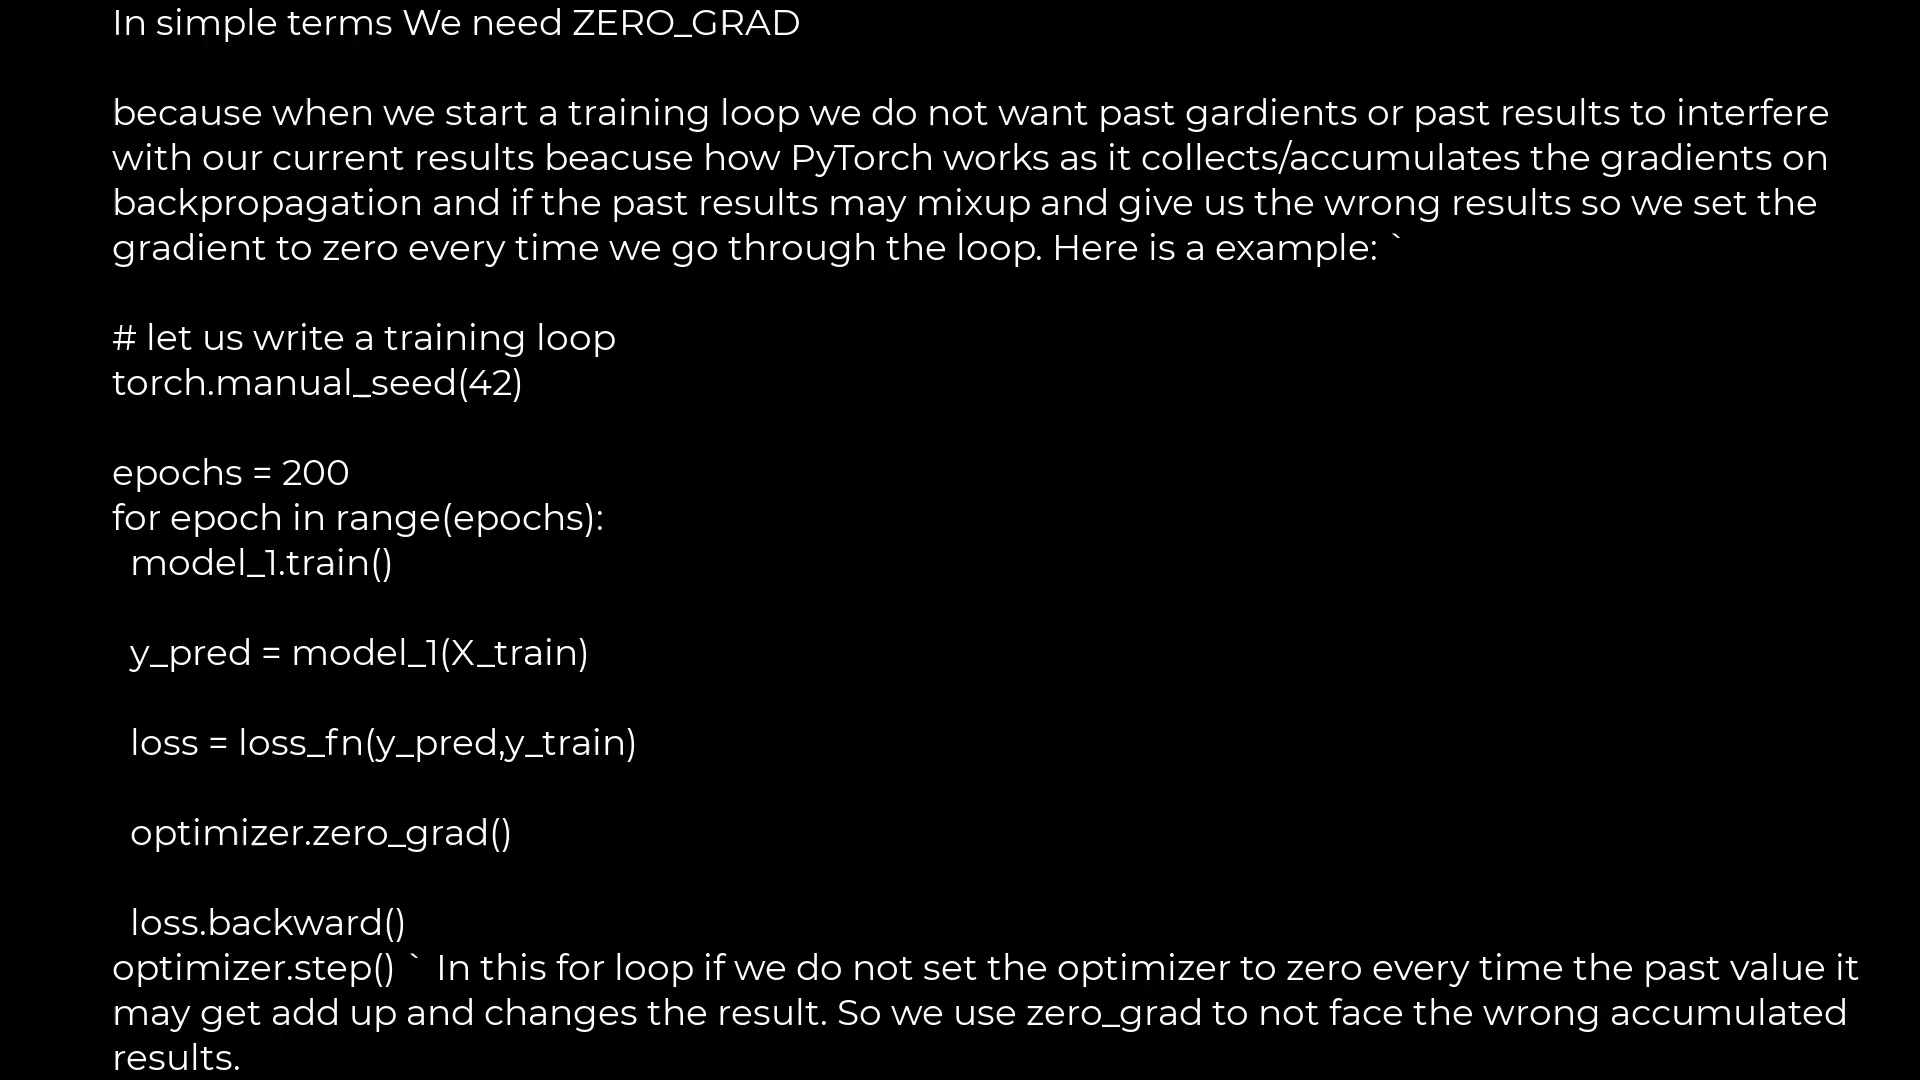 In simple terms We need ZERO_GRAD
because when we start a training loop we do not want past gardients or past results to interfere
with our current results beacuse how PyTorch works as it collects/accumulates the gradients on
backpropagation and if the past results may mixup and give us the wrong results so we set the
gradient to zero every time we go through the loop. Here is a example: `
# let us write a training loop
torch.manual_seed(42)
epochs = 200
for epoch in range(epochs):
model_1.train()
y_pred = model_1(X_train)
loss = loss_fn(y_pred,y_train)
optimizer.zero_grad()
loss.backward()
optimizer.step() ` In this for loop if we do not set the optimizer to zero every time the past value it
may get add up and changes the result. So we use zero_grad to not face the wrong accumulated
results.